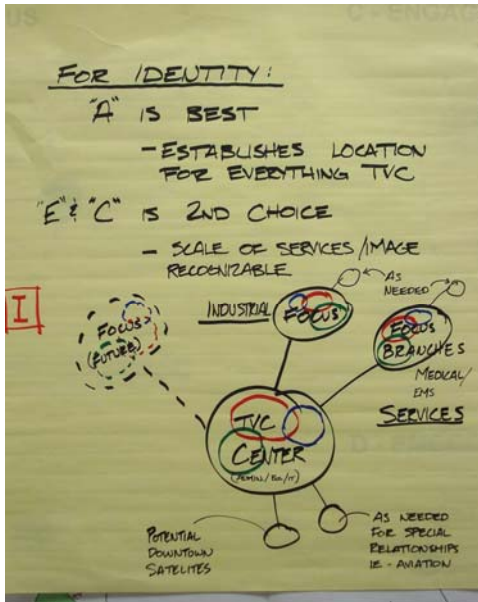 C - ENGAG
FOR IDENTITY:
"A" IS BEST
- ESTABLISHES LOCATION
FOR EVERYTHING TVC
"E" & "C" IS 2ND CHOICE
- SCALE OF SERVICES/IMAGE
RECOGNIZABLE
I
FOCUS
(FUTURE)
INDUSTRIAL
FOCUS
AS
NEEDED
FOCUS
BRANCHES
MEDICAL/
EMS
SERVICES
TVC
CENTER
POTENTIAL
DOWNTOWN
SATELITES
AS NEEDED
FOR SPECIAL
RELATIONSHIPS
IE - AVIATION